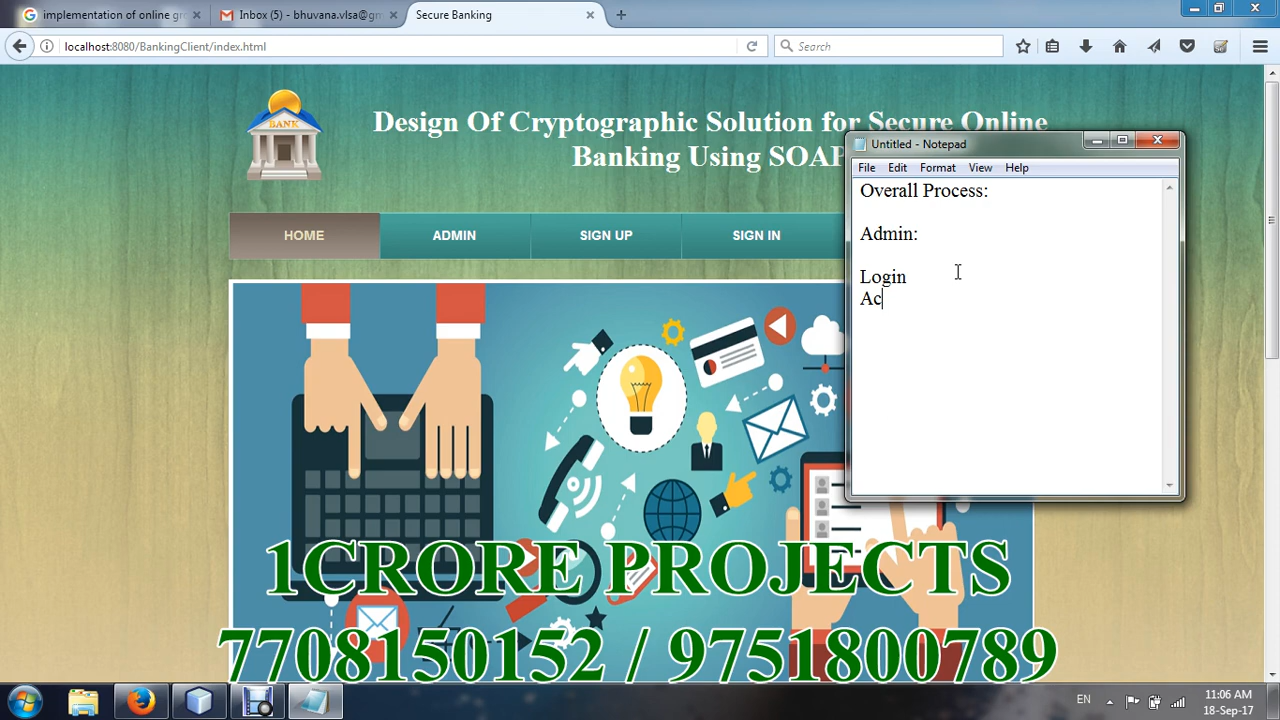 implementation of online gro
Inbox (5) - bhuvana.vlsa@gm
Secure Banking
localhost:8080/BankingClient/index.html
Search
BANK
Design Of Cryptographic Solution for Secure Online
Banking Using SOAP
HOME
ADMIN
SIGN UP
SIGN IN
Untitled - Notepad
File
Edit
Format
View
Help
Overall Process:
Admin:
Login
Ac
1CRORE PROJECTS
7708150152 / 9751800789
EN
11:06 AM
18-Sep-17